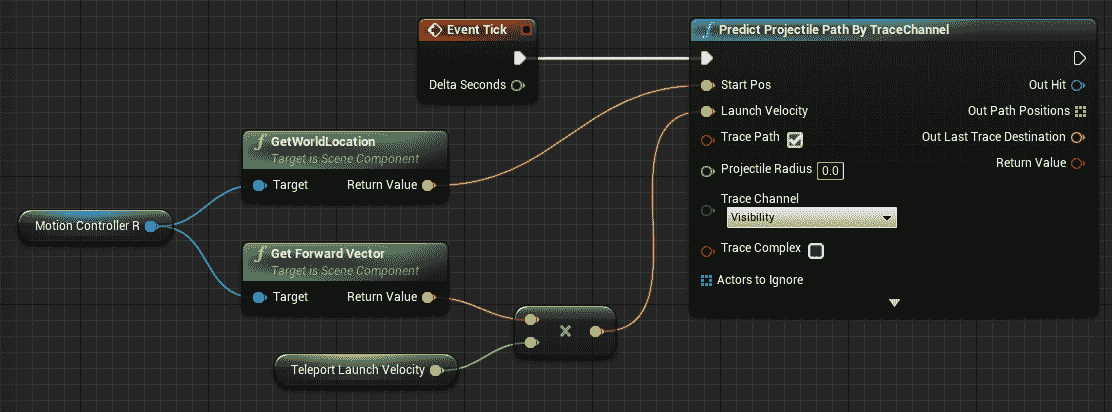 Event Tick
Delta Seconds
Predict Projectile Path By TraceChannel
Start Pos
Launch Velocity
Trace Path
Projectile Radius 0.0
Trace Channel
Visibility
Trace Complex
Actors to Ignore
Out Hit
Out Path Positions
Out Last Trace Destination
Return Value
GetWorldLocation
Target is Scene Component
Target Return Value
Motion Controller R
Get Forward Vector
Target is Scene Component
Target Return Value
Teleport Launch Velocity